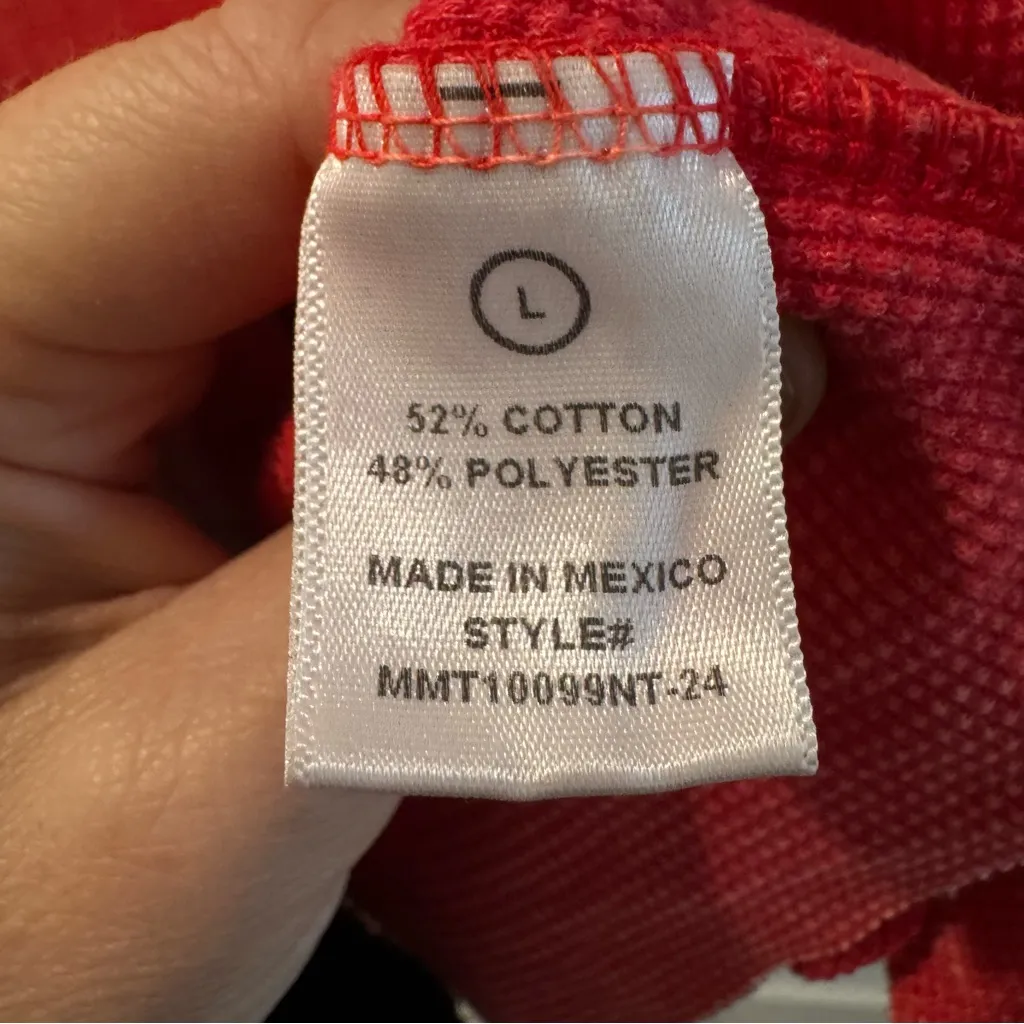 L
52% COTTON
48% POLYESTER
MADE IN MEXICO
STYLE#
MMT10099NT-24